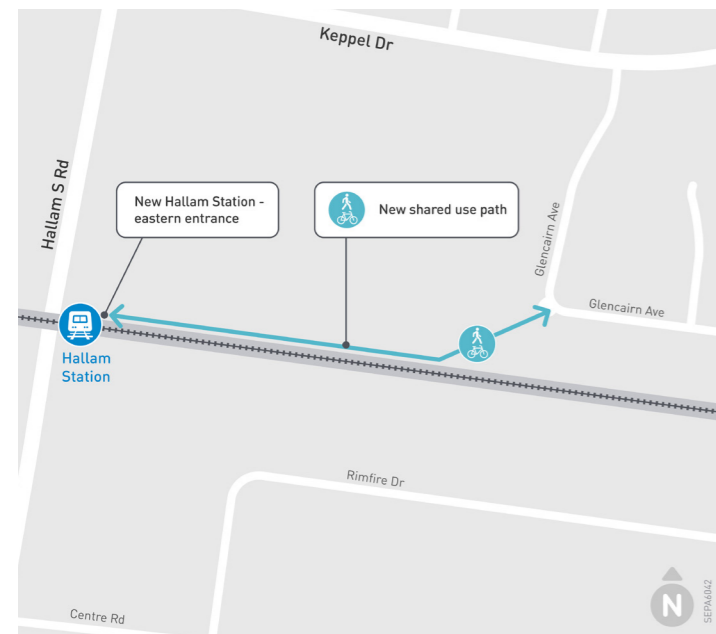 Keppel Dr
Hallam S Rd
New Hallam Station -
eastern entrance
New shared use path
Glencairn Ave
Glencairn Ave
Hallam
Station
Rimfire Dr
Centre Rd
N
SEPA6042